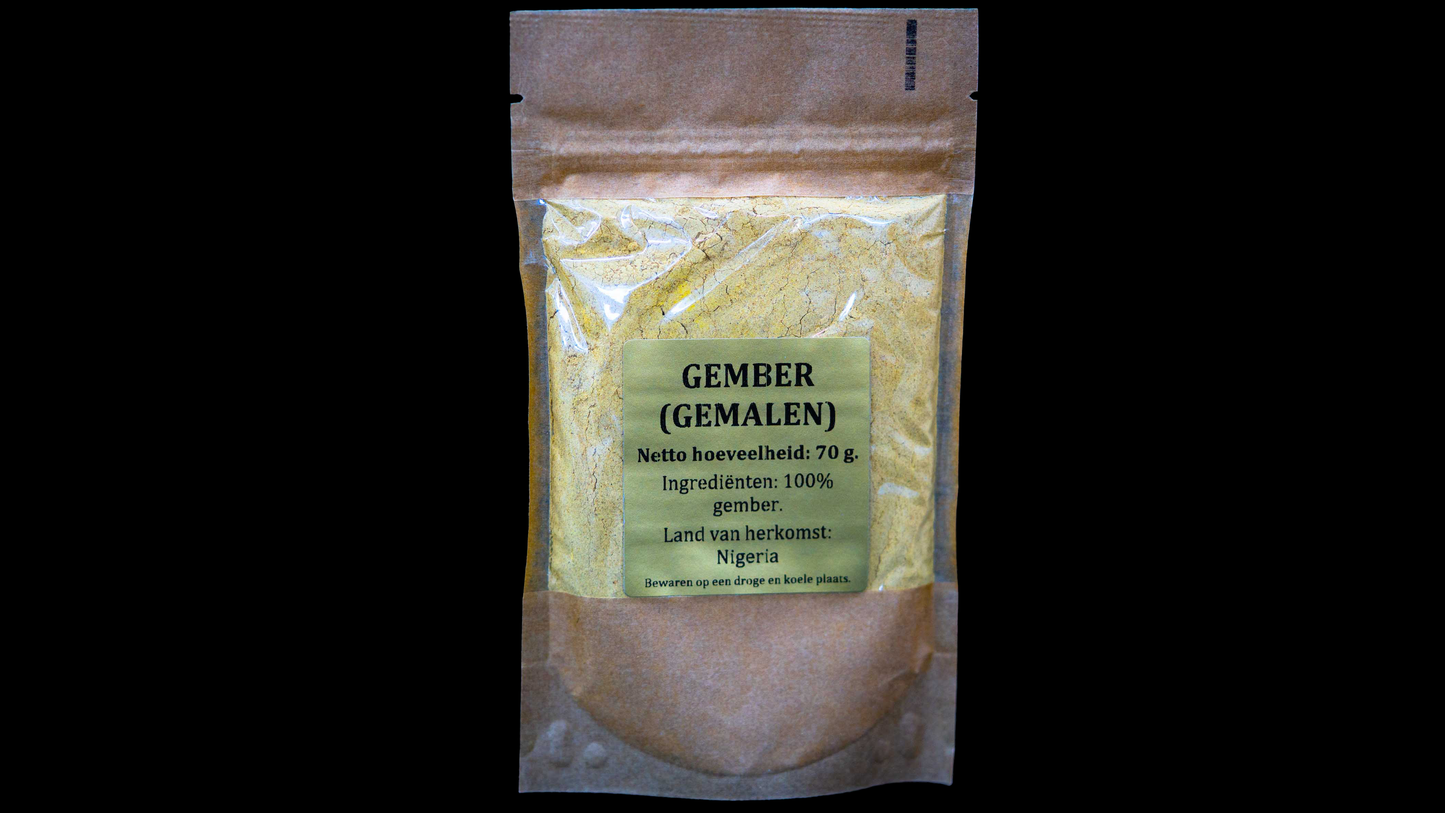 GEMBER
(GEMALEN)
Netto hoeveelheid: 70 g.
Ingrediënten: 100%
gember.
Land van herkomst:
Nigeria
Bewaren op een droge en koele plaats.